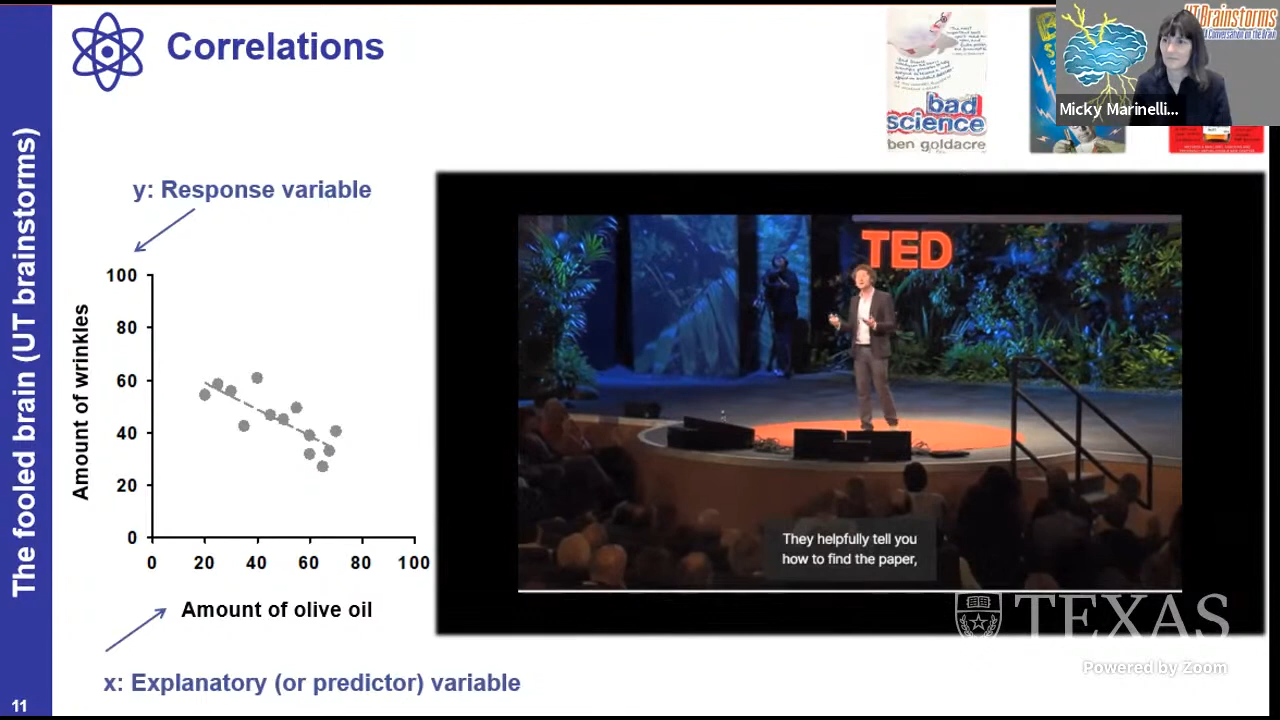 Correlations
bad
science
ben goldacre
UTBrainstorms
A Conversation on the Brain
Micky Marinelli...
The fooled brain (UT brainstorms)
y: Response variable
100
80
60
40
20
0
Amount of wrinkles
0 20 40 60 80 100
Amount of olive oil
x: Explanatory (or predictor) variable
TED
They helpfully tell you
how to find the paper,
TEXAS
Powered by Zoom
11